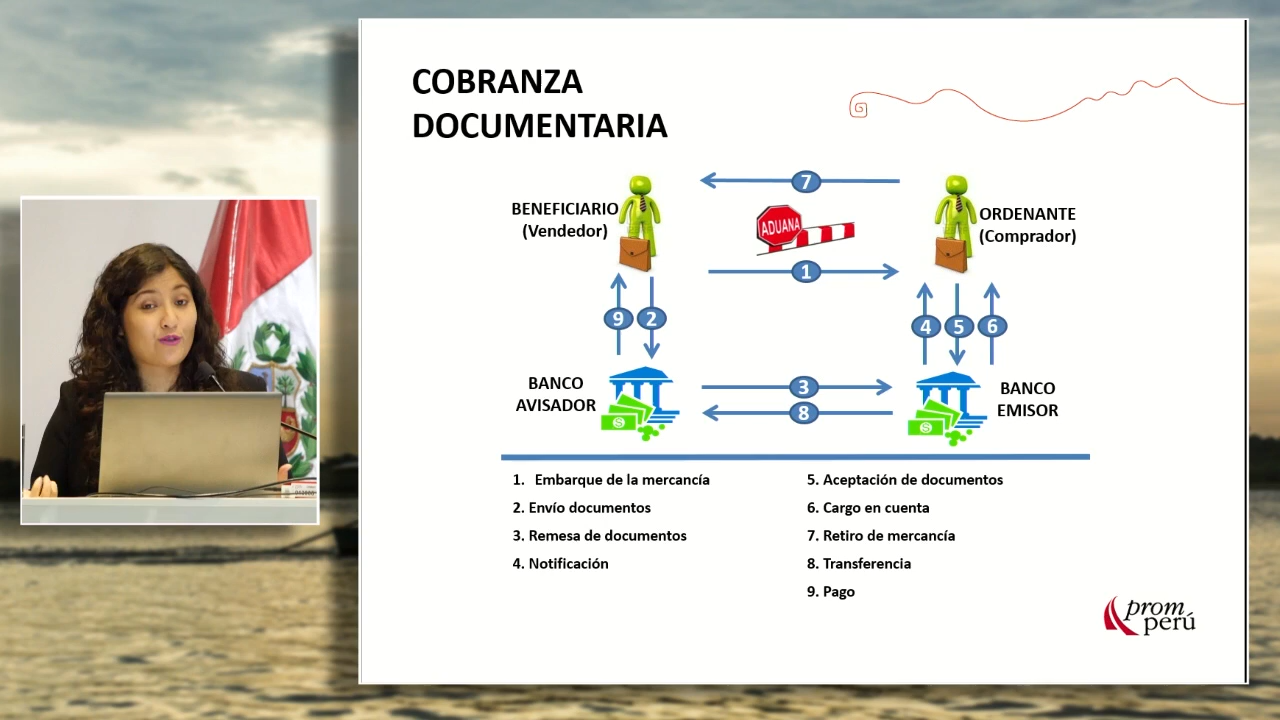 COBRANZA
DOCUMENTARIA
7
BENEFICIARIO
(Vendedor)
ADUANA
ORDENANTE
(Comprador)
1
9
2
4
5
6
BANCO
AVISADOR
3
8
BANCO
EMISOR
1. Embarque de la mercancía
2. Envío documentos
3. Remesa de documentos
4. Notificación
5. Aceptación de documentos
6. Cargo en cuenta
7. Retiro de mercancía
8. Transferencia
9. Pago
prom
perú